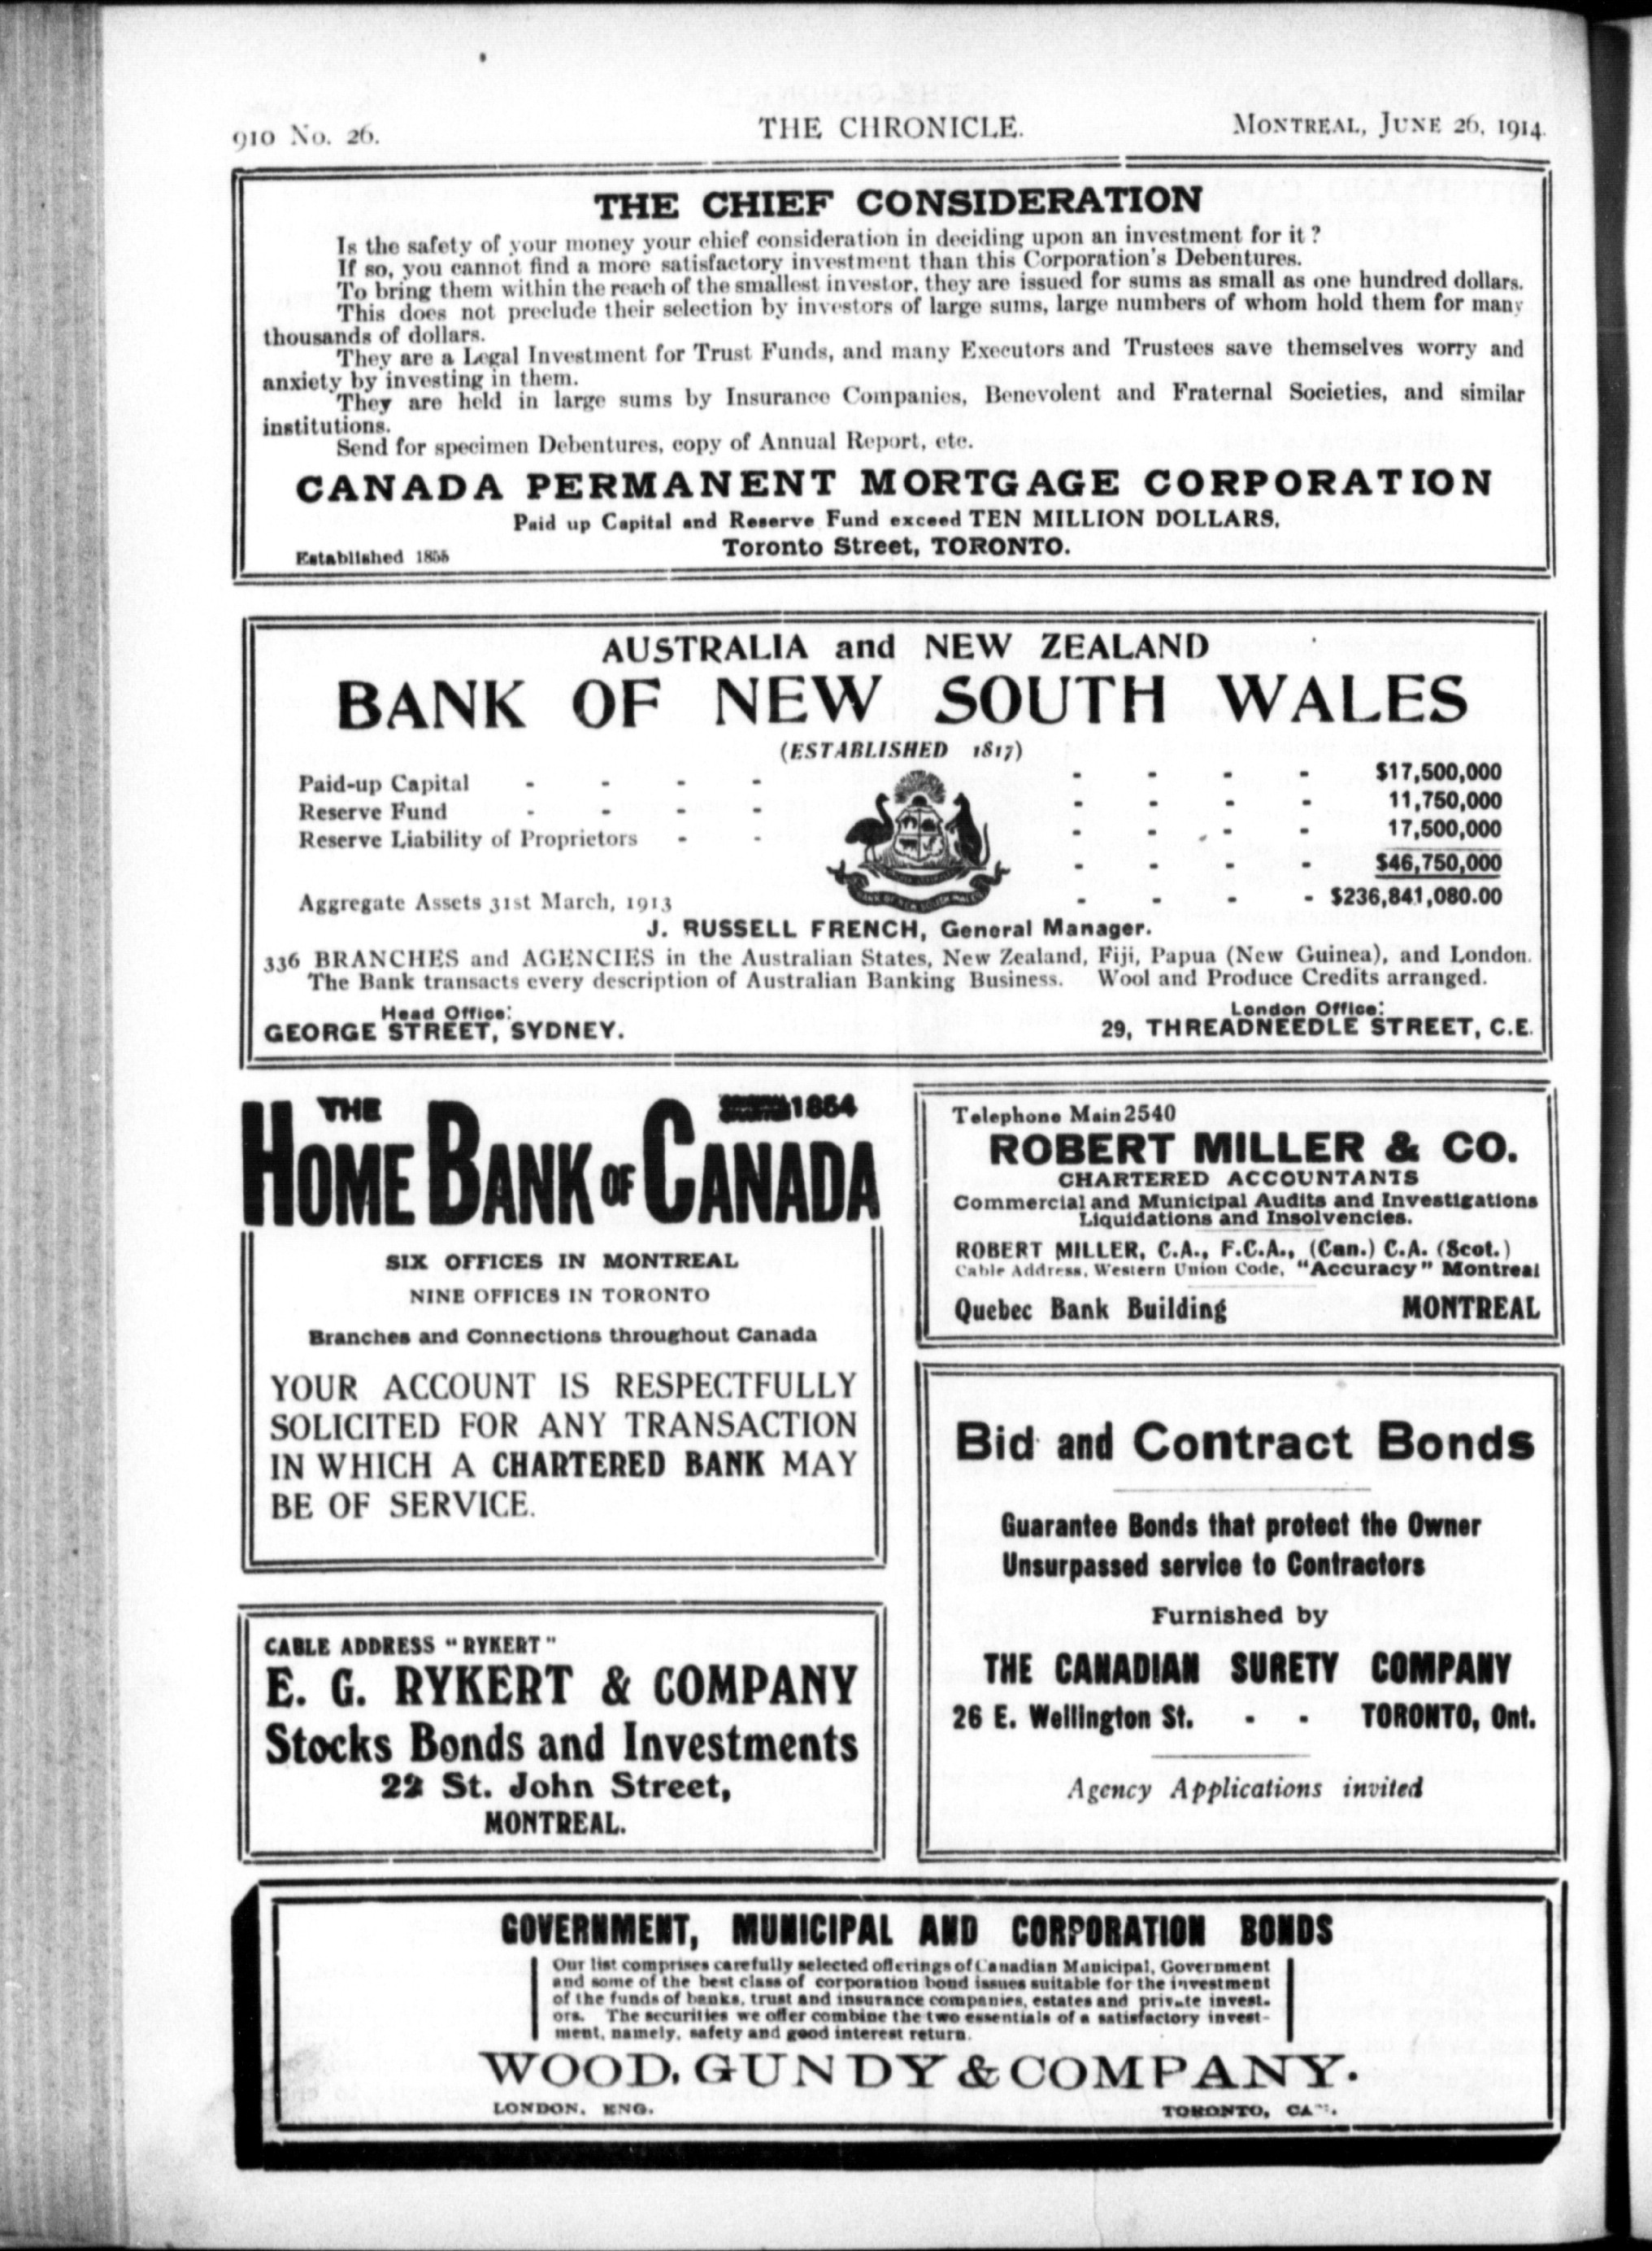 910 No. 26.
THE CHRONICLE.
MONTREAL, JUNE 26, 1914.
THE CHIEF CONSIDERATION
Is the safety of your money your chief consideration in deciding upon an investment for it?
If so, you cannot find a more satisfactory investment than this Corporation's Debentures.
To bring them within the reach of the smallest investor, they are issued for sums as small as one hundred dollars.
This does not preclude their selection by investors of large sums, large numbers of whom hold them for many
thousands of dollars.
They are a Legal Investment for Trust Funds, and many Executors and Trustees save themselves worry and
anxiety by investing in them.
They are held in large sums by Insurance Companies, Benevolent and Fraternal Societies, and similar
institutions.
Send for specimen Debentures, copy of Annual Report, etc.
CANADA PERMANENT MORTGAGE CORPORATION
Paid up Capital and Reserve Fund exceed TEN MILLION DOLLARS.
Toronto Street, TORONTO.
Established 1855
AUSTRALIA and NEW ZEALAND
BANK OF NEW SOUTH WALES
(ESTABLISHED 1817)
Paid-up Capital - - - - - - - - $17,500,000
Reserve Fund - - - - - - - - 11,750,000
Reserve Liability of Proprietors - - - - - - 17,500,000
- - - - $46,750,000
Aggregate Assets 31st March, 1913 - - - - $236,841,080.00
BANK OF NEW SOUTH WALES
J. RUSSELL FRENCH, General Manager.
336 BRANCHES and AGENCIES in the Australian States, New Zealand, Fiji, Papua (New Guinea), and London.
The Bank transacts every description of Australian Banking Business. Wool and Produce Credits arranged.
Head Office:
GEORGE STREET, SYDNEY.
London Office:
29, THREADNEEDLE STREET, C.E.
THE 1854
HOME BANK OF CANADA
SIX OFFICES IN MONTREAL
NINE OFFICES IN TORONTO
Branches and Connections throughout Canada
YOUR ACCOUNT IS RESPECTFULLY
SOLICITED FOR ANY TRANSACTION
IN WHICH A CHARTERED BANK MAY
BE OF SERVICE.
Telephone Main 2540
ROBERT MILLER & CO.
CHARTERED ACCOUNTANTS
Commercial and Municipal Audits and Investigations
Liquidations and Insolvencies.
ROBERT MILLER, C.A., F.C.A., (Can.) C.A. (Scot.)
Cable Address, Western Union Code, "Accuracy" Montreal
Quebec Bank Building MONTREAL
Bid and Contract Bonds
Guarantee Bonds that protect the Owner
Unsurpassed service to Contractors
Furnished by
THE CANADIAN SURETY COMPANY
26 E. Wellington St. - - TORONTO, Ont.
Agency Applications invited
CABLE ADDRESS "RYKERT"
E. G. RYKERT & COMPANY
Stocks Bonds and Investments
22 St. John Street,
MONTREAL.
GOVERNMENT, MUNICIPAL AND CORPORATION BONDS
Our list comprises carefully selected offerings of Canadian Municipal, Government
and some of the best class of corporation bond issues suitable for the investment
of the funds of banks, trust and insurance companies, estates and private invest-
ors. The securities we offer combine the two essentials of a satisfactory invest-
ment, namely, safety and good interest return.
WOOD, GUNDY & COMPANY.
LONDON, ENG.
TORONTO, CAN.